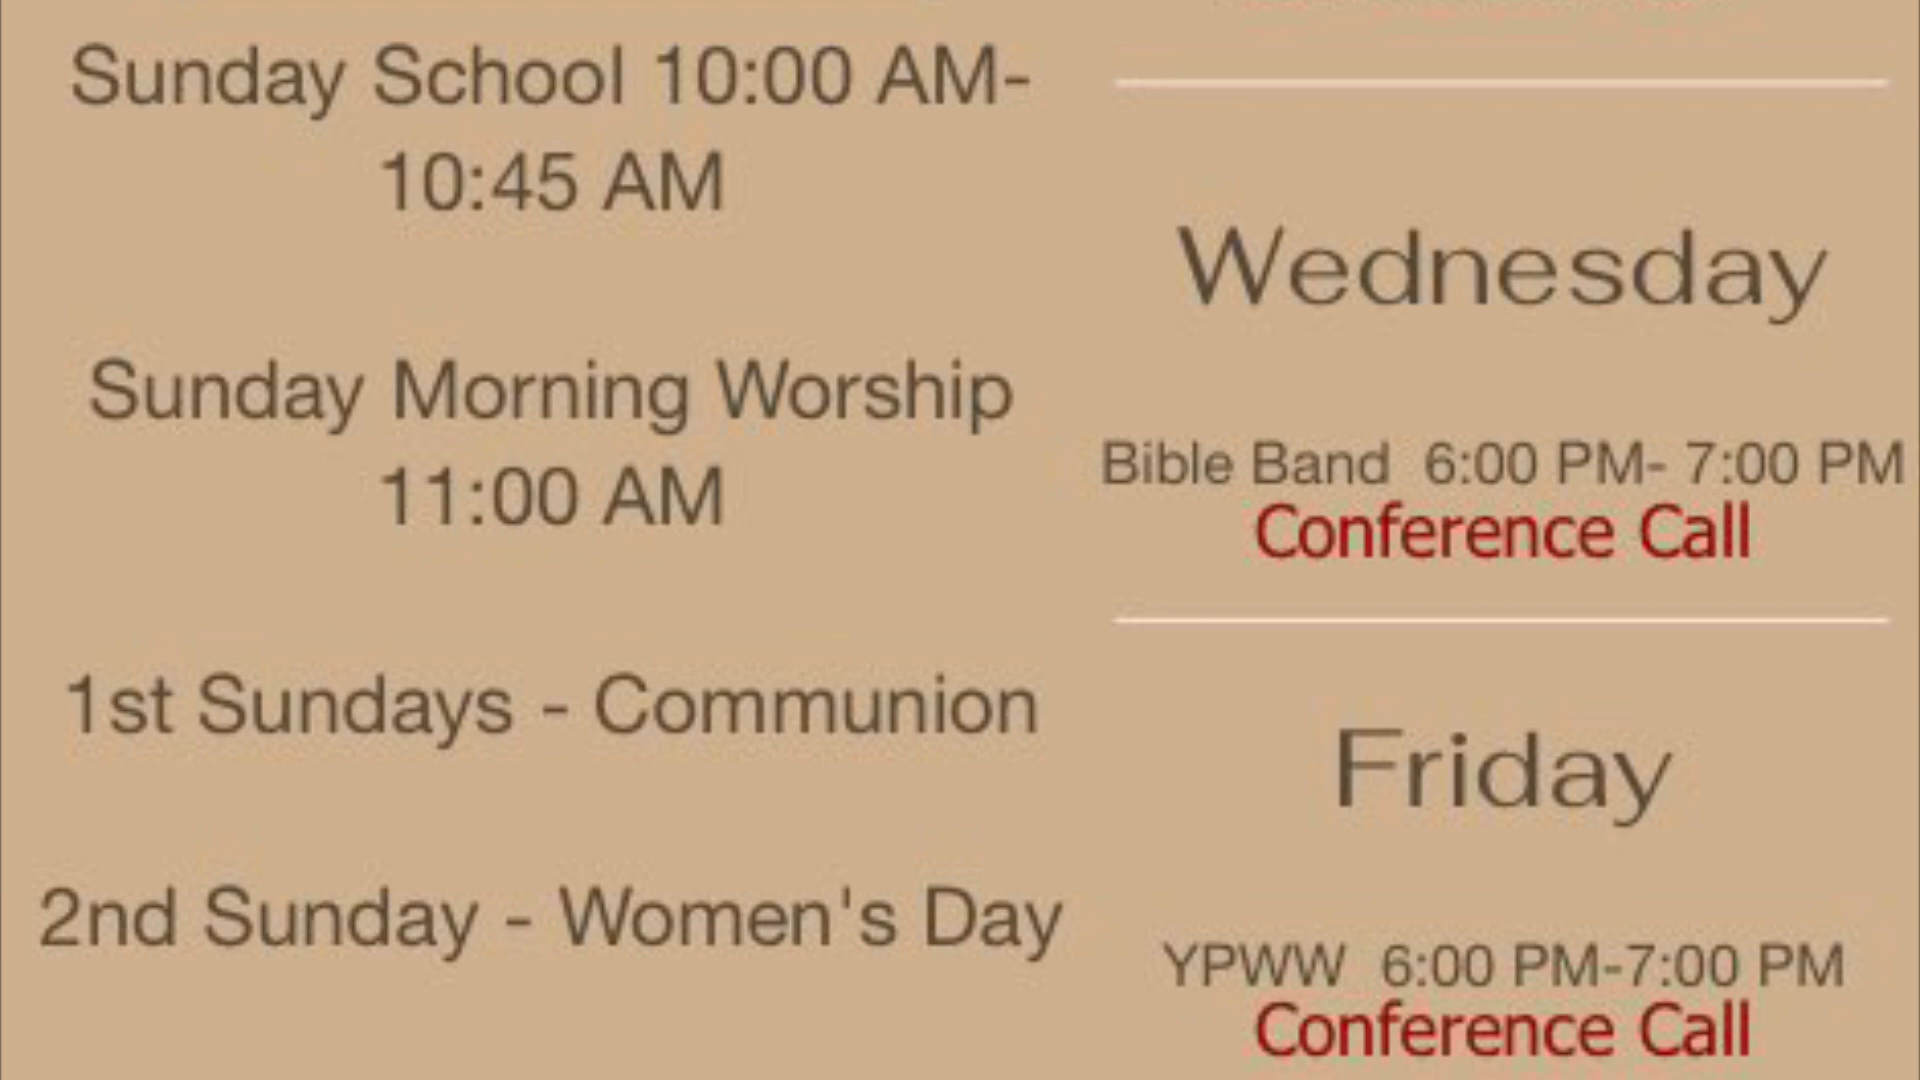 Sunday School 10:00 AM-
10:45 AM
Sunday Morning Worship
11:00 AM
1st Sundays - Communion
2nd Sunday - Women's Day
Wednesday
Bible Band 6:00 PM- 7:00 PM
Conference Call
Friday
YPWW 6:00 PM-7:00 PM
Conference Call